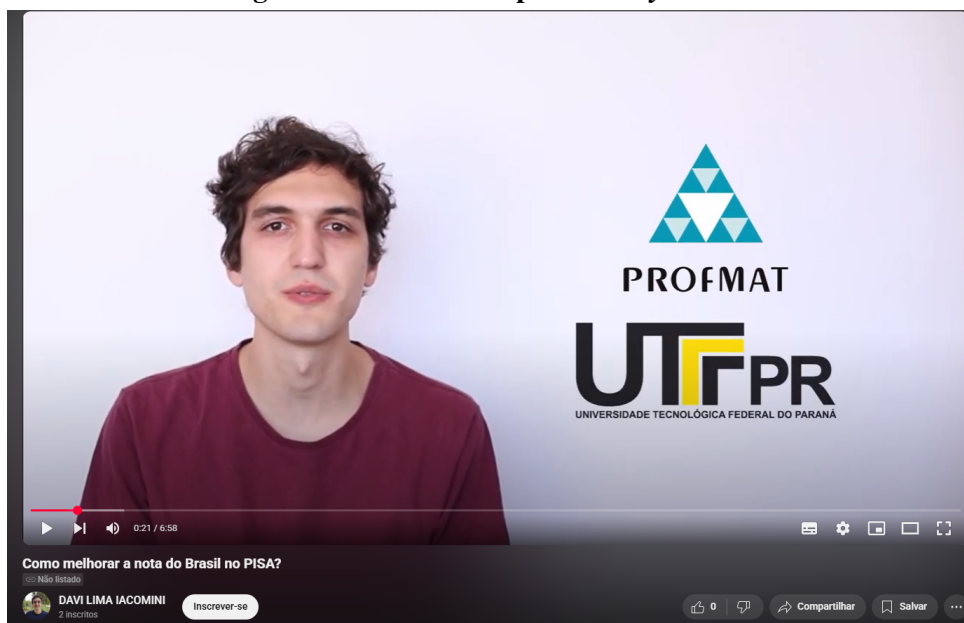 PROFMAT
UTFPR
UNIVERSIDADE TECNOLÓGICA FEDERAL DO PARANÁ
0:21 / 6:58
Como melhorar a nota do Brasil no PISA?
Não listado
DAVI LIMA IACOMINI
2 inscritos
Inscrever-se
0
Compartilhar
Salvar